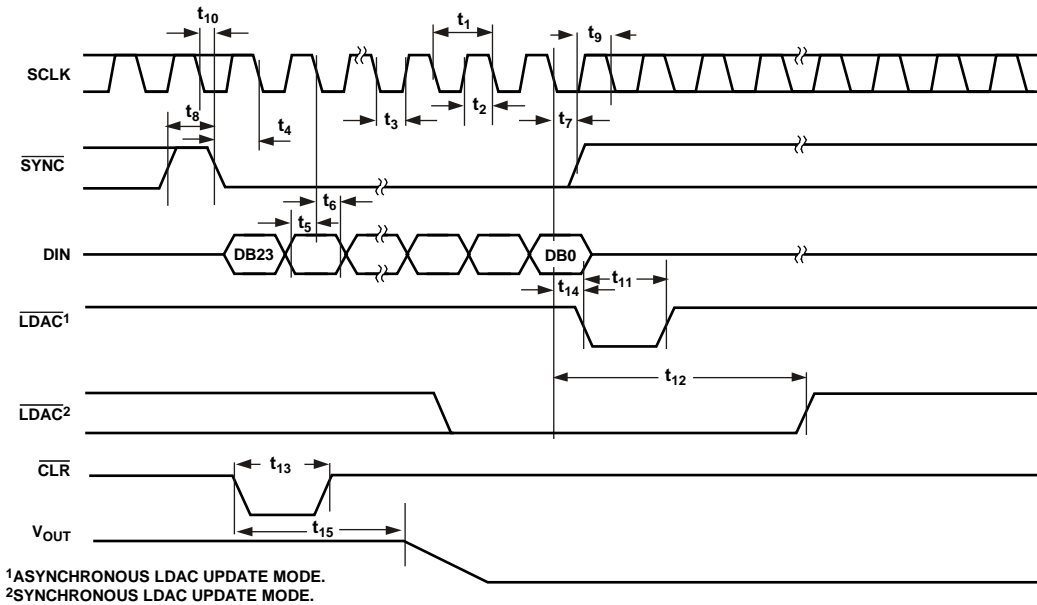 t10
t1
t9
SCLK
t8
t4
t3
t2
t7
SYNC
t6
t5
DIN
DB23
DB0
t14
t11
LDAC1
t12
LDAC2
CLR
t13
t15
VOUT
1ASYNCHRONOUS LDAC UPDATE MODE.
2SYNCHRONOUS LDAC UPDATE MODE.